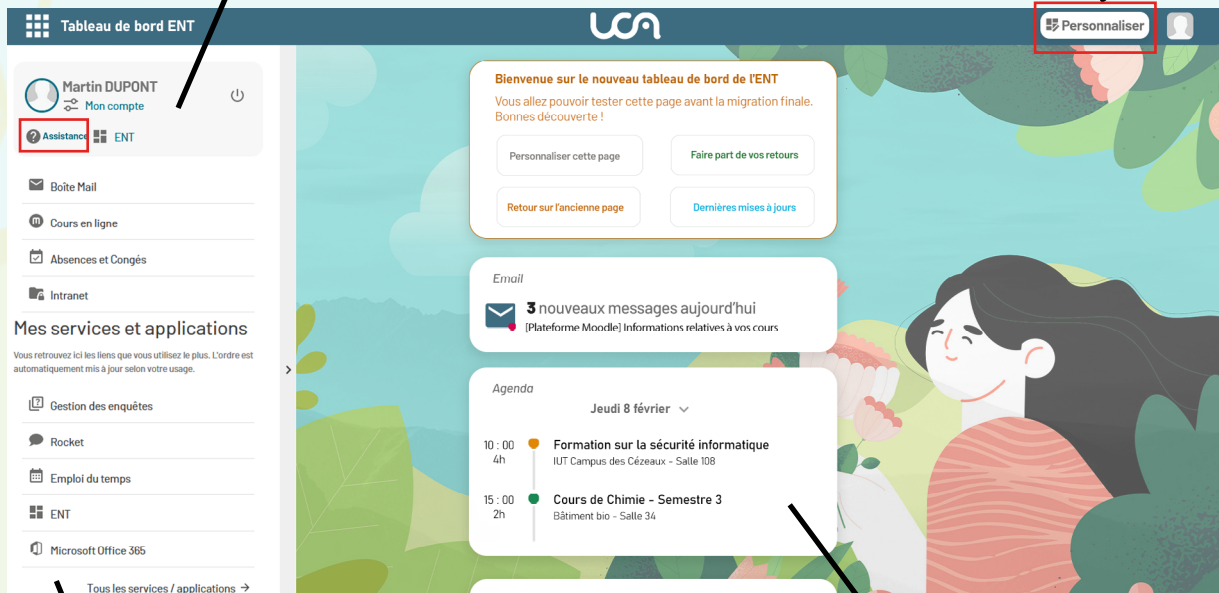 Tableau de bord ENT
UCA
Personnaliser
Martin DUPONT
Mon compte
Assistance
ENT
Boîte Mail
Cours en ligne
Absences et Congés
Intranet
Mes services et applications
Vous retrouvez ici les liens que vous utilisez le plus. L'ordre est
automatiquement mis à jour selon votre usage.
Gestion des enquêtes
Rocket
Emploi du temps
ENT
Microsoft Office 365
Tous les services / applications →
Bienvenue sur le nouveau tableau de bord de l'ENT
Vous allez pouvoir tester cette page avant la migration finale.
Bonnes découverte !
Personnaliser cette page
Faire part de vos retours
Retour sur l'ancienne page
Dernières mises à jours
Email
3 nouveaux messages aujourd'hui
[Plateforme Moodle] Informations relatives à vos cours
Agenda
Jeudi 8 février
10 : 00
4h
Formation sur la sécurité informatique
IUT Campus des Cézeaux - Salle 108
15 : 00
2h
Cours de Chimie - Semestre 3
Bâtiment bio - Salle 34